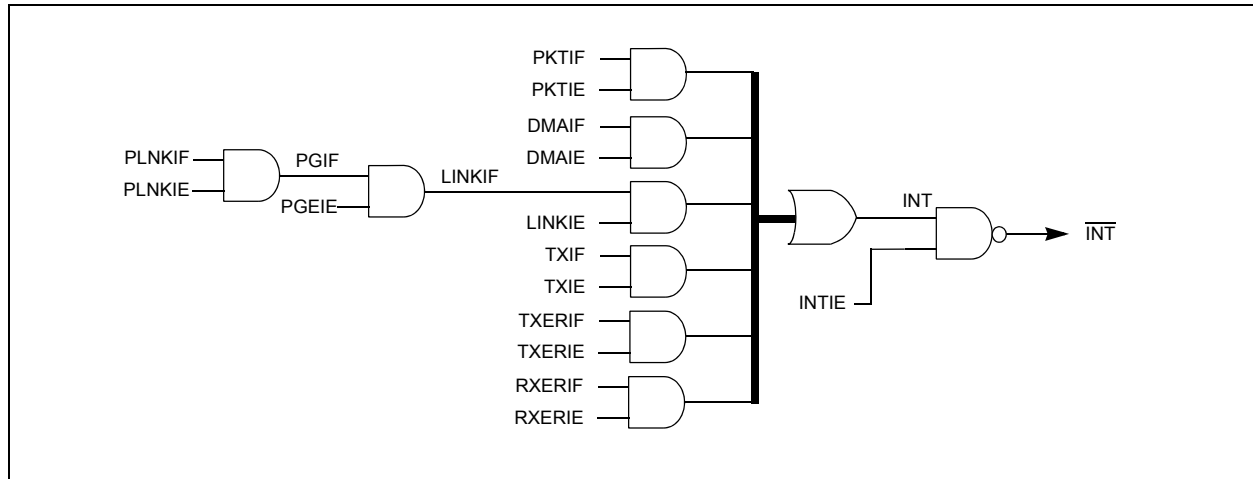 PKTIF
PKTIE
DMAIF
DMAIE
PLNKIF
PLNKIE
PGIF
PGEIE
LINKIF
LINKIE
TXIF
TXIE
TXERIF
TXERIE
RXERIF
RXERIE
INT
INTIE
INT